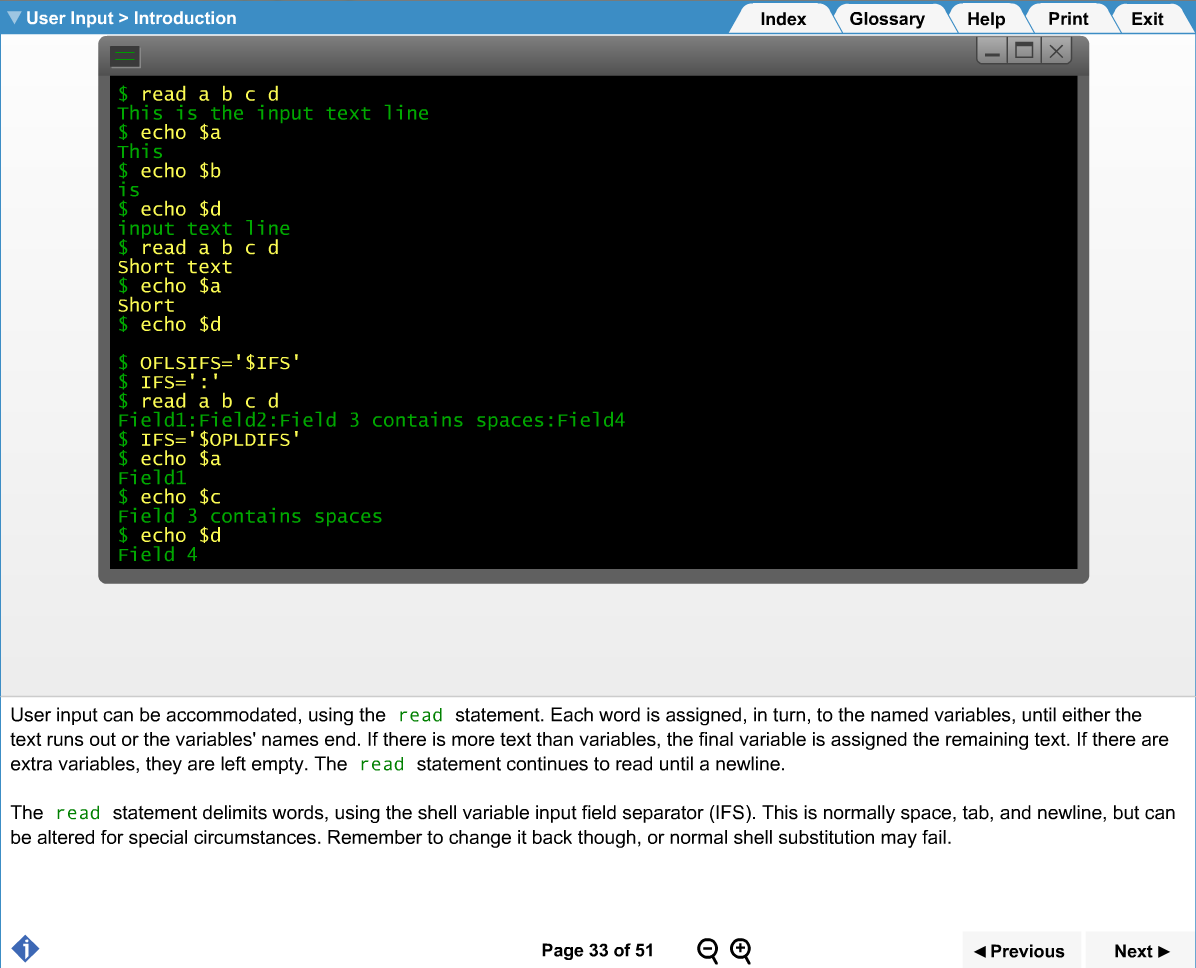 User Input > Introduction
Index
Glossary
Help
Print
Exit
$ read a b c d
This is the input text line
$ echo $a
This
$ echo $b
is
$ echo $d
input text line
$ read a b c d
Short text
$ echo $a
Short
$ echo $d
$ OFLSIFS='$IFS'
$ IFS=':'
$ read a b c d
Field1:Field2:Field 3 contains spaces:Field4
$ IFS='$OPLDIFS'
$ echo $a
Field1
$ echo $c
Field 3 contains spaces
$ echo $d
Field 4
User input can be accommodated, using the read statement. Each word is assigned, in turn, to the named variables, until either the
text runs out or the variables' names end. If there is more text than variables, the final variable is assigned the remaining text. If there are
extra variables, they are left empty. The read statement continues to read until a newline.
The read statement delimits words, using the shell variable input field separator (IFS). This is normally space, tab, and newline, but can
be altered for special circumstances. Remember to change it back though, or normal shell substitution may fail.
Page 33 of 51
Previous
Next